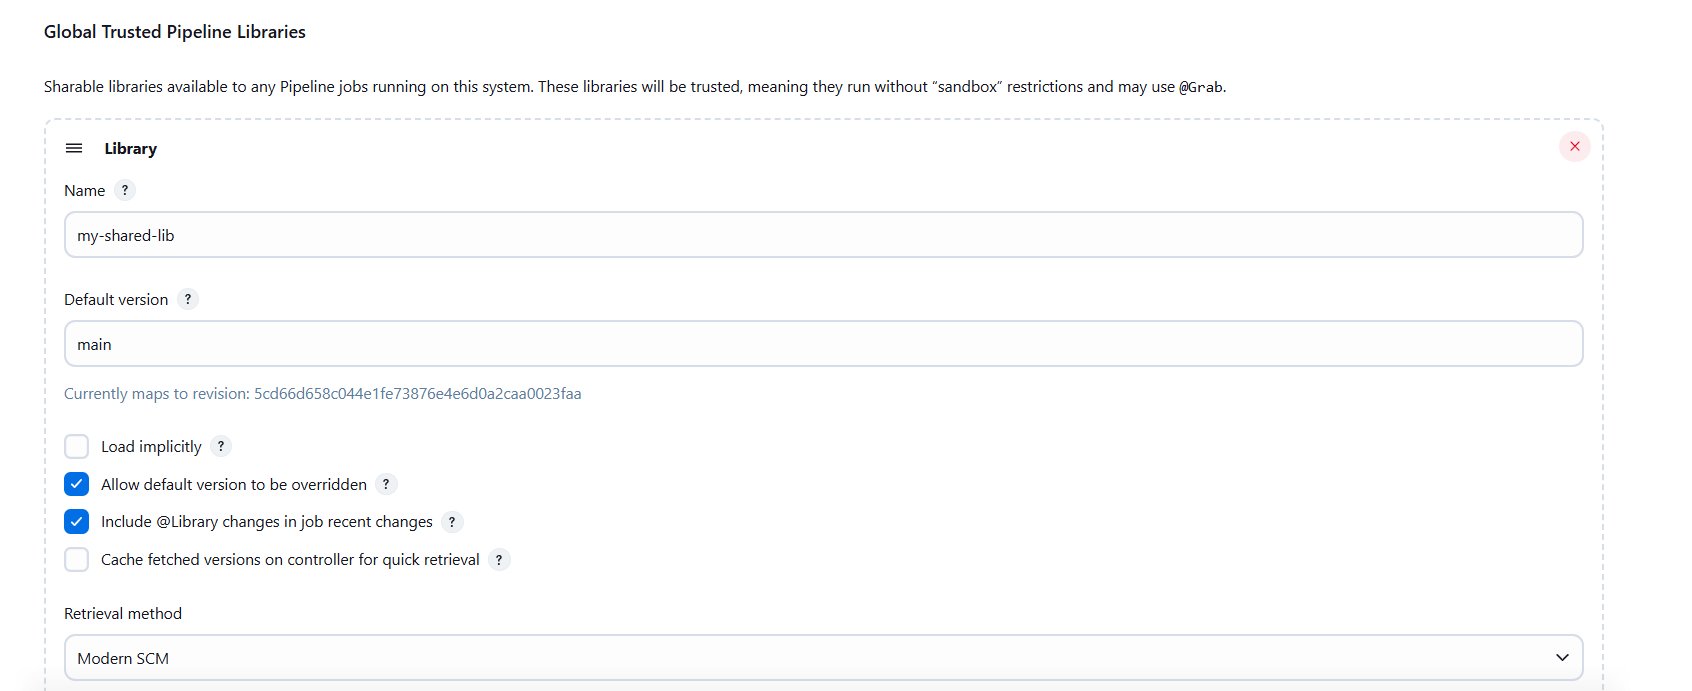 Global Trusted Pipeline Libraries
Sharable libraries available to any Pipeline jobs running on this system. These libraries will be trusted, meaning they run without “sandbox” restrictions and may use @Grab.
Library
Name ?
my-shared-lib
Default version ?
main
Currently maps to revision: 5cd66d658c044e1fe73876e4e6d0a2caa0023faa
Load implicitly ?
Allow default version to be overridden ?
Include @Library changes in job recent changes ?
Cache fetched versions on controller for quick retrieval ?
Retrieval method
Modern SCM